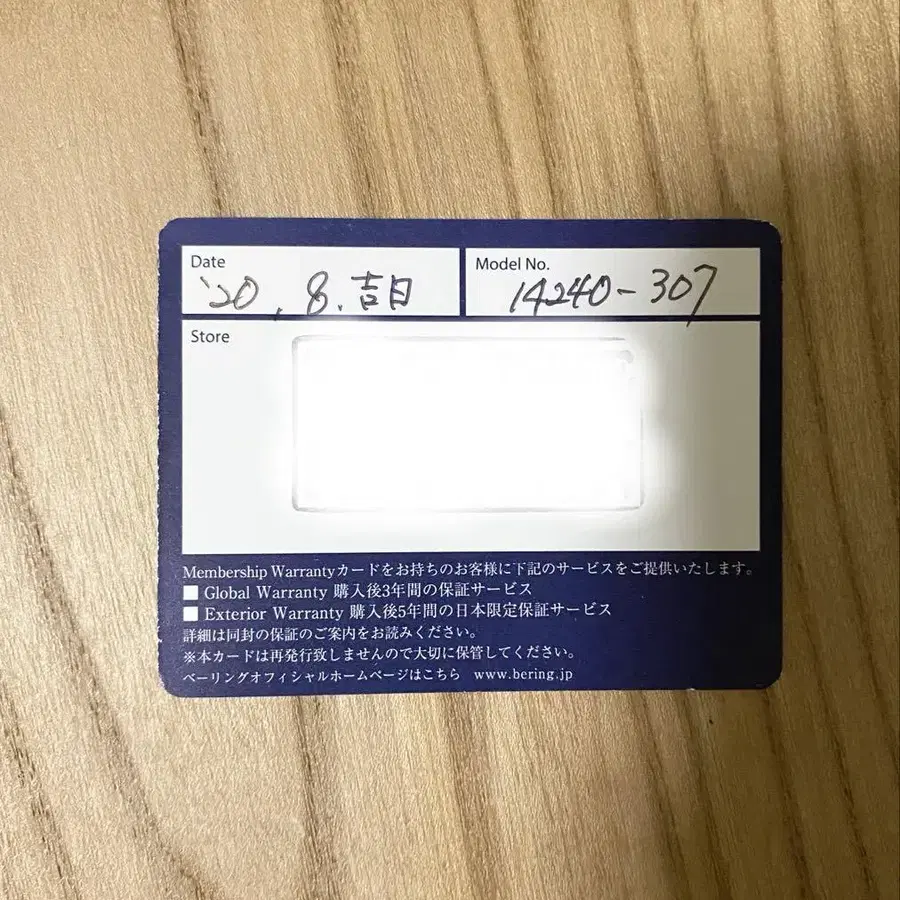 Date
'20.8.吉日
Model No.
14240-307
Store
Membership Warrantyカードをお持ちのお客様に下記のサービスをご提供いたします。
■ Global Warranty 購入後3年間の保証サービス
■ Exterior Warranty 購入後5年間の日本限定保証サービス
詳細は同封の保証のご案内をお読みください。
※本カードは再発行致しませんので大切に保管してください。
ベーリングオフィシャルホームページはこちら www.bering.jp